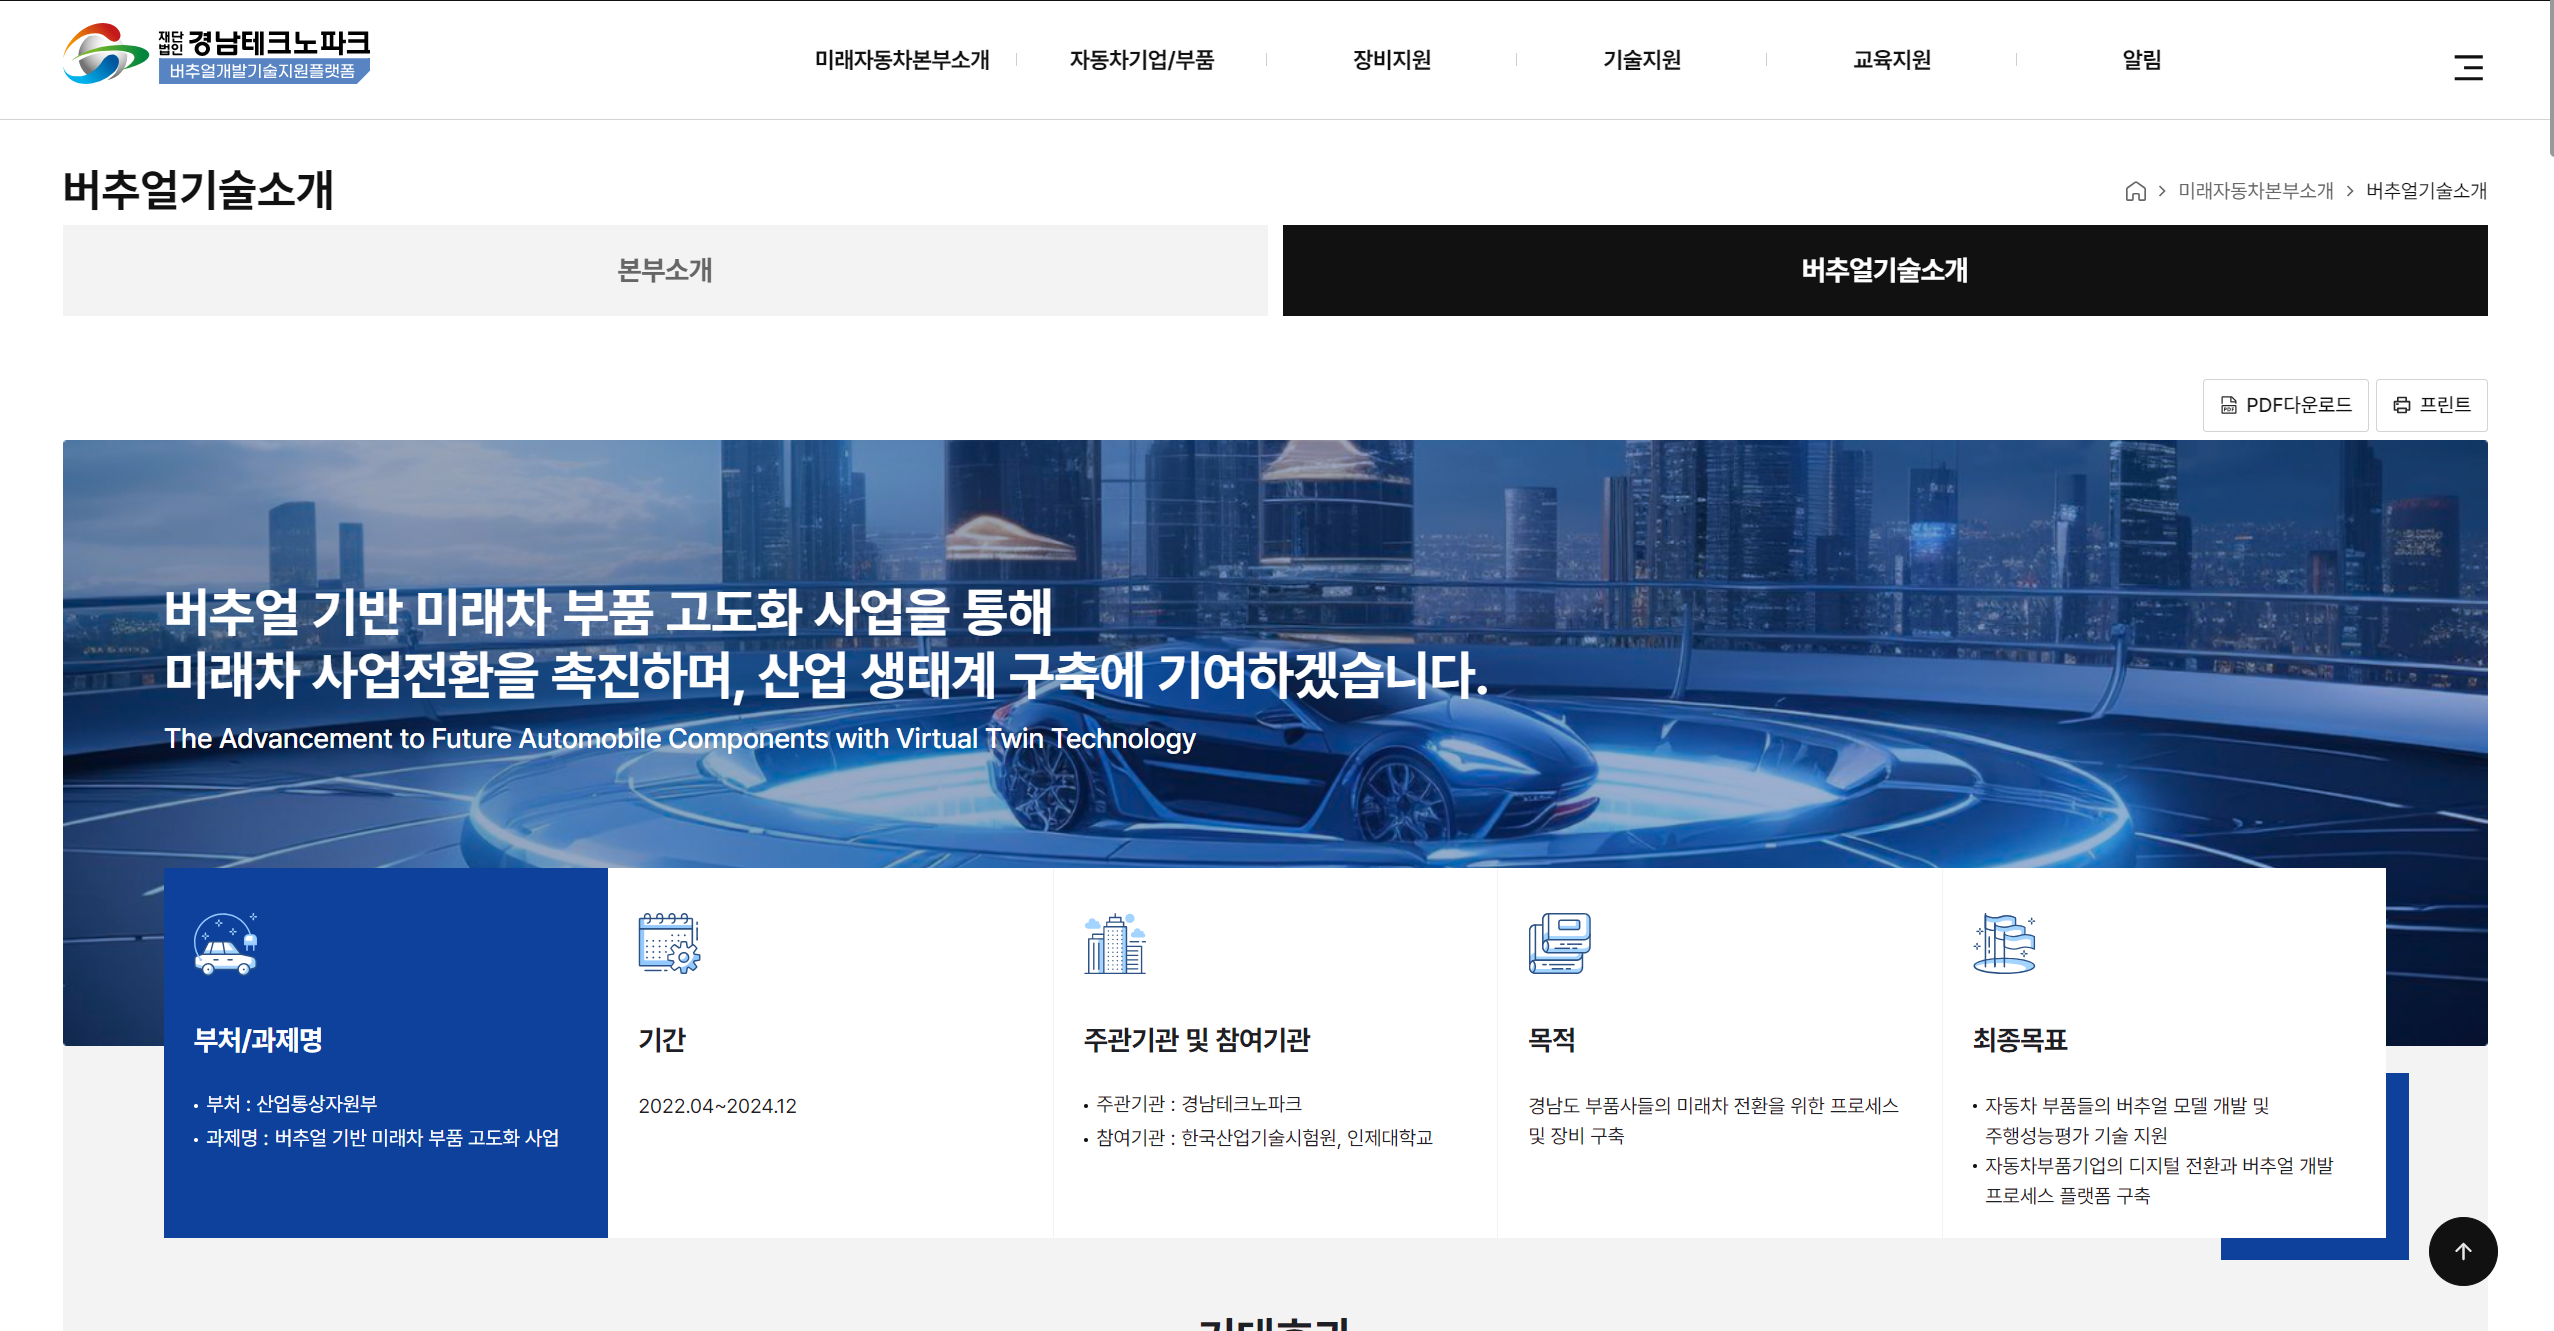 재단법인 경남테크노파크
버추얼개발기술지원플랫폼
미래자동차본부소개
자동차기업/부품
장비지원
기술지원
교육지원
알림
버추얼기술소개
미래자동차본부소개 > 버추얼기술소개
본부소개
버추얼기술소개
PDF다운로드
프린트
버추얼 기반 미래차 부품 고도화 사업을 통해
미래차 사업전환을 촉진하며, 산업 생태계 구축에 기여하겠습니다.
The Advancement to Future Automobile Components with Virtual Twin Technology
부처/과제명
• 부처 : 산업통상자원부
• 과제명 : 버추얼 기반 미래차 부품 고도화 사업
기간
2022.04~2024.12
주관기관 및 참여기관
• 주관기관 : 경남테크노파크
• 참여기관 : 한국산업기술시험원, 인제대학교
목적
경남도 부품사들의 미래차 전환을 위한 프로세스
및 장비 구축
최종목표
• 자동차 부품들의 버추얼 모델 개발 및
주행성능평가 기술 지원
• 자동차부품기업의 디지털 전환과 버추얼 개발
프로세스 플랫폼 구축